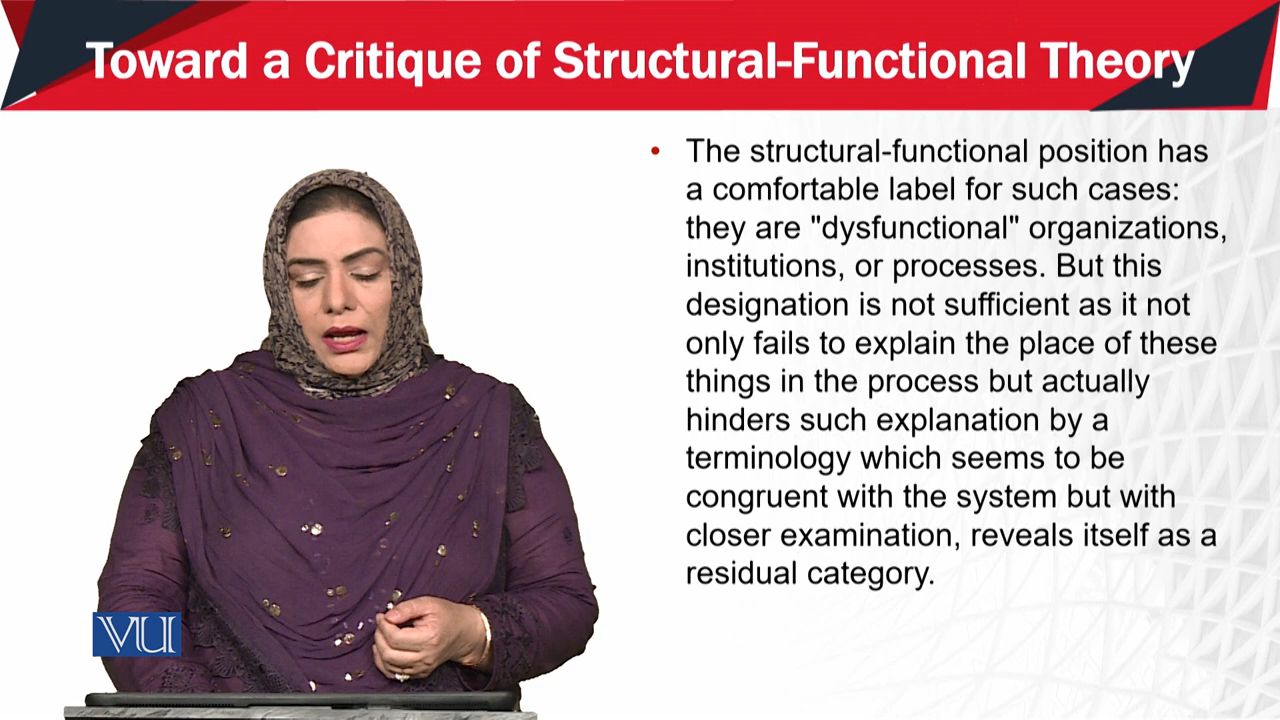 Toward a Critique of Structural-Functional Theory
• The structural-functional position has
a comfortable label for such cases:
they are "dysfunctional" organizations,
institutions, or processes. But this
designation is not sufficient as it not
only fails to explain the place of these
things in the process but actually
hinders such explanation by a
terminology which seems to be
congruent with the system but with
closer examination, reveals itself as a
residual category.
VU